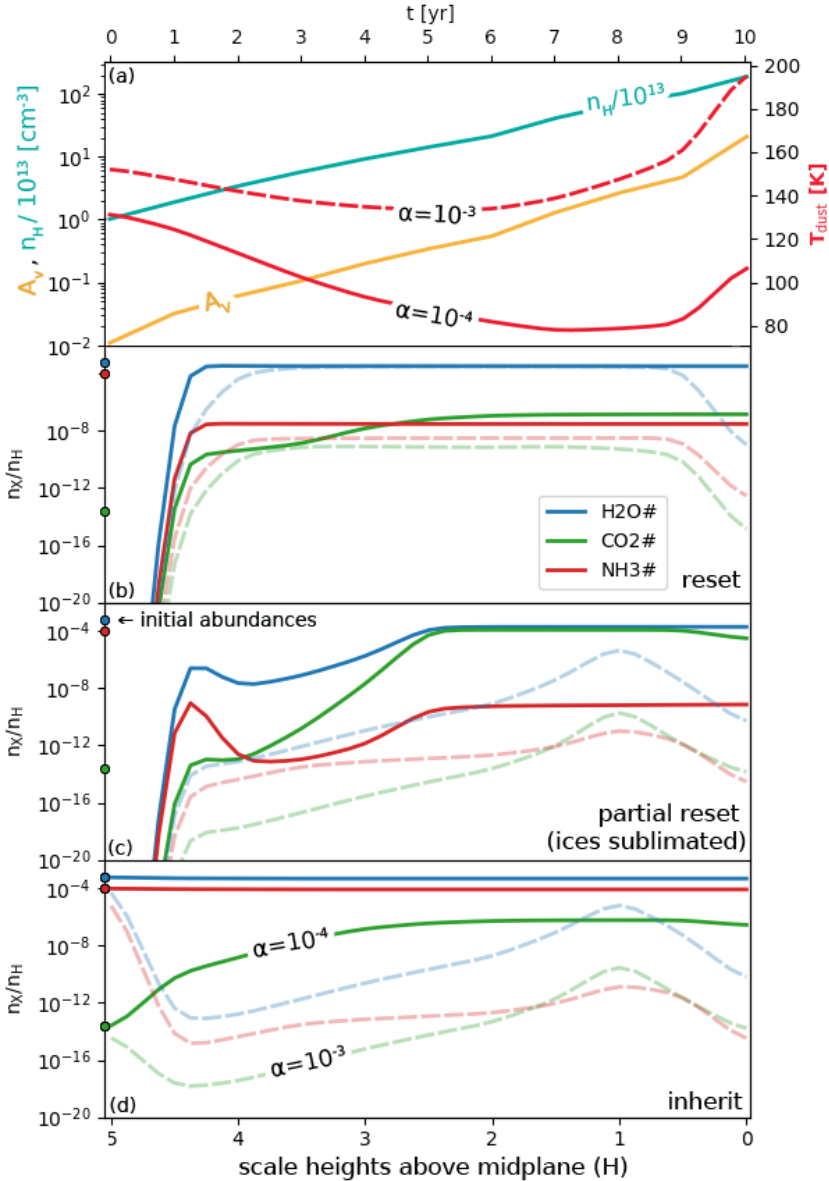 t [yr]
0 1 2 3 4 5 6 7 8 9 10
(a)
A_v , n_H / 10^13 [cm^-3]
10^2
10^1
10^0
10^-1
10^-2
n_H/10^13
α=10^-3
A_V
α=10^-4
200
180
160
140
120
100
80
T_dust [K]
n_X/n_H
10^-8
10^-12
10^-16
10^-20
H2O#
CO2#
NH3#
(b)
reset
← initial abundances
n_X/n_H
10^-4
10^-8
10^-12
10^-16
10^-20
partial reset
(c)
(ices sublimated)
n_X/n_H
10^-4
10^-8
10^-12
10^-16
10^-20
α=10^-4
α=10^-3
(d)
inherit
5 4 3 2 1 0
scale heights above midplane (H)